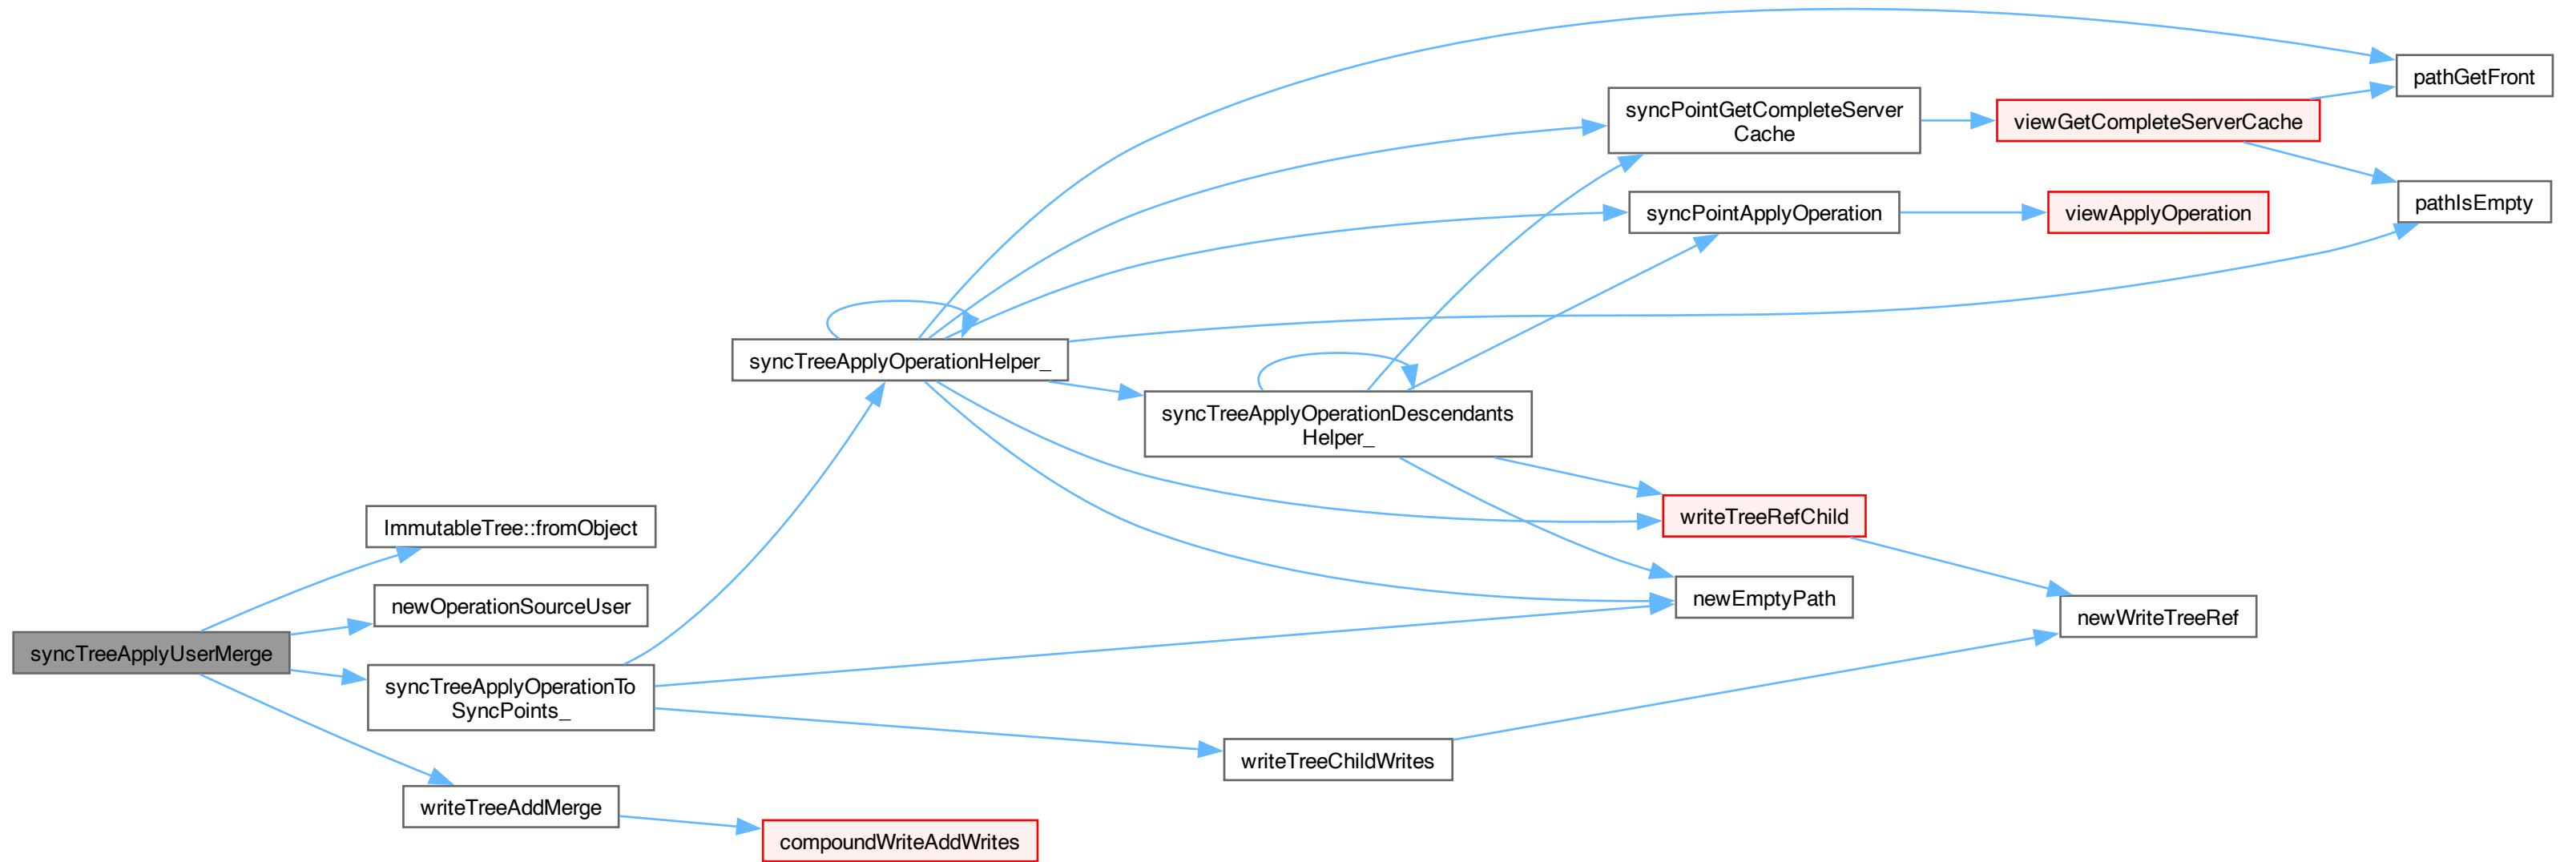 pathGetFront
syncPointGetCompleteServer
Cache
viewGetCompleteServerCache
pathIsEmpty
syncPointApplyOperation
viewApplyOperation
syncTreeApplyOperationHelper_
syncTreeApplyOperationDescendants
Helper_
ImmutableTree::fromObject
writeTreeRefChild
newOperationSourceUser
newEmptyPath
newWriteTreeRef
syncTreeApplyUserMerge
syncTreeApplyOperationTo
SyncPoints_
writeTreeChildWrites
writeTreeAddMerge
compoundWriteAddWrites